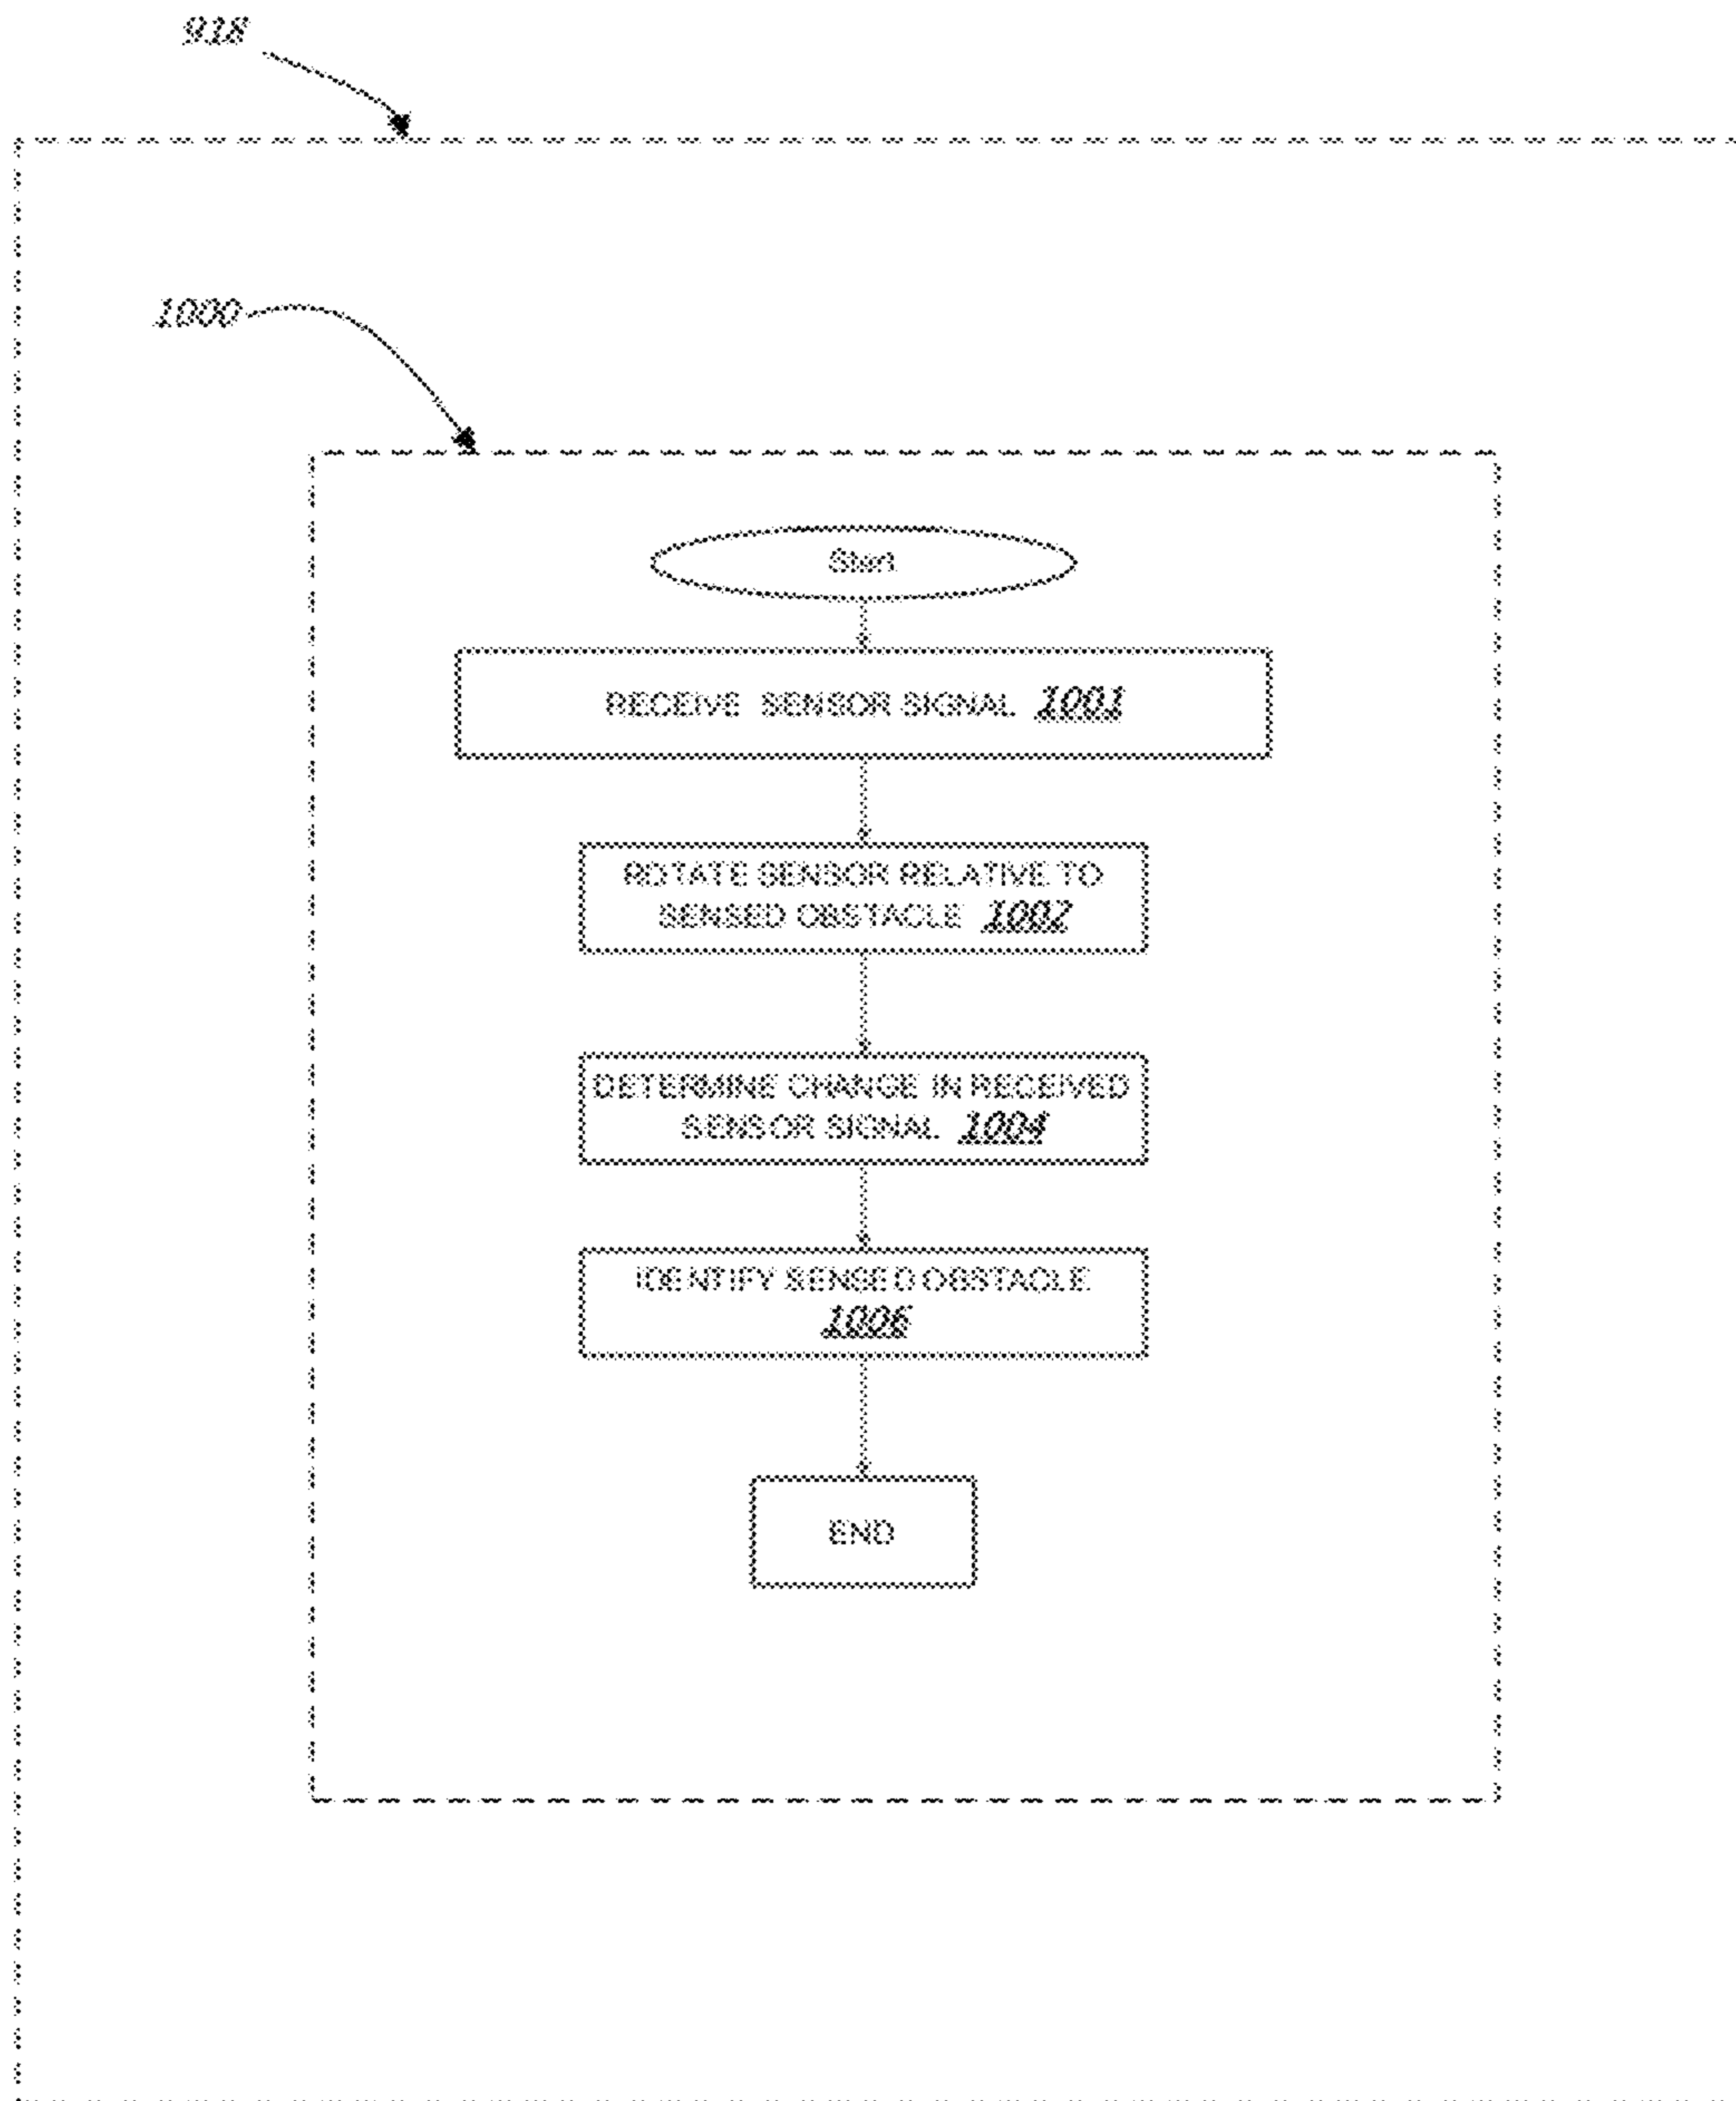 918
1000
Start
RECEIVE SENSOR SIGNAL 1001
ROTATE SENSOR RELATIVE TO
SENSED OBSTACLE 1002
DETERMINE CHANGE IN RECEIVED
SENSOR SIGNAL 1004
IDENTIFY SENSED OBSTACLE
1006
END